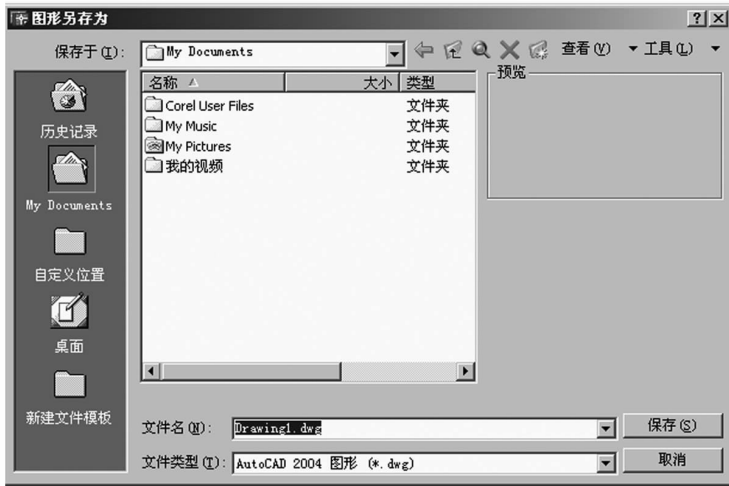 图形另存为
保存于(I): My Documents 查看(V) 工具(L)
名称 大小 类型 预览
Corel User Files 文件夹
My Music 文件夹
My Pictures 文件夹
我的视频 文件夹
历史记录
My Documents
自定义位置
桌面
新建文件模板
文件名(N): Drawing1.dwg 保存(S)
文件类型(T): AutoCAD 2004 图形 (*.dwg) 取消